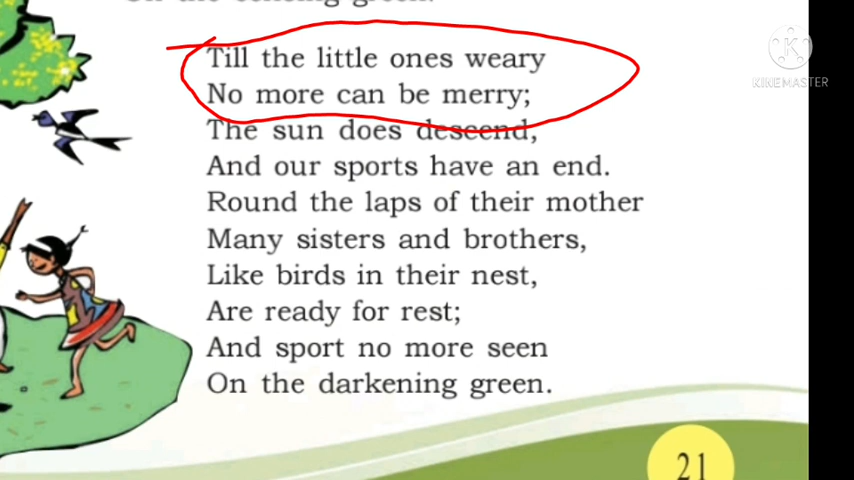 Till the little ones weary
No more can be merry;
The sun does descend,
And our sports have an end.
Round the laps of their mother
Many sisters and brothers,
Like birds in their nest,
Are ready for rest;
And sport no more seen
On the darkening green.
21
KINEMASTER